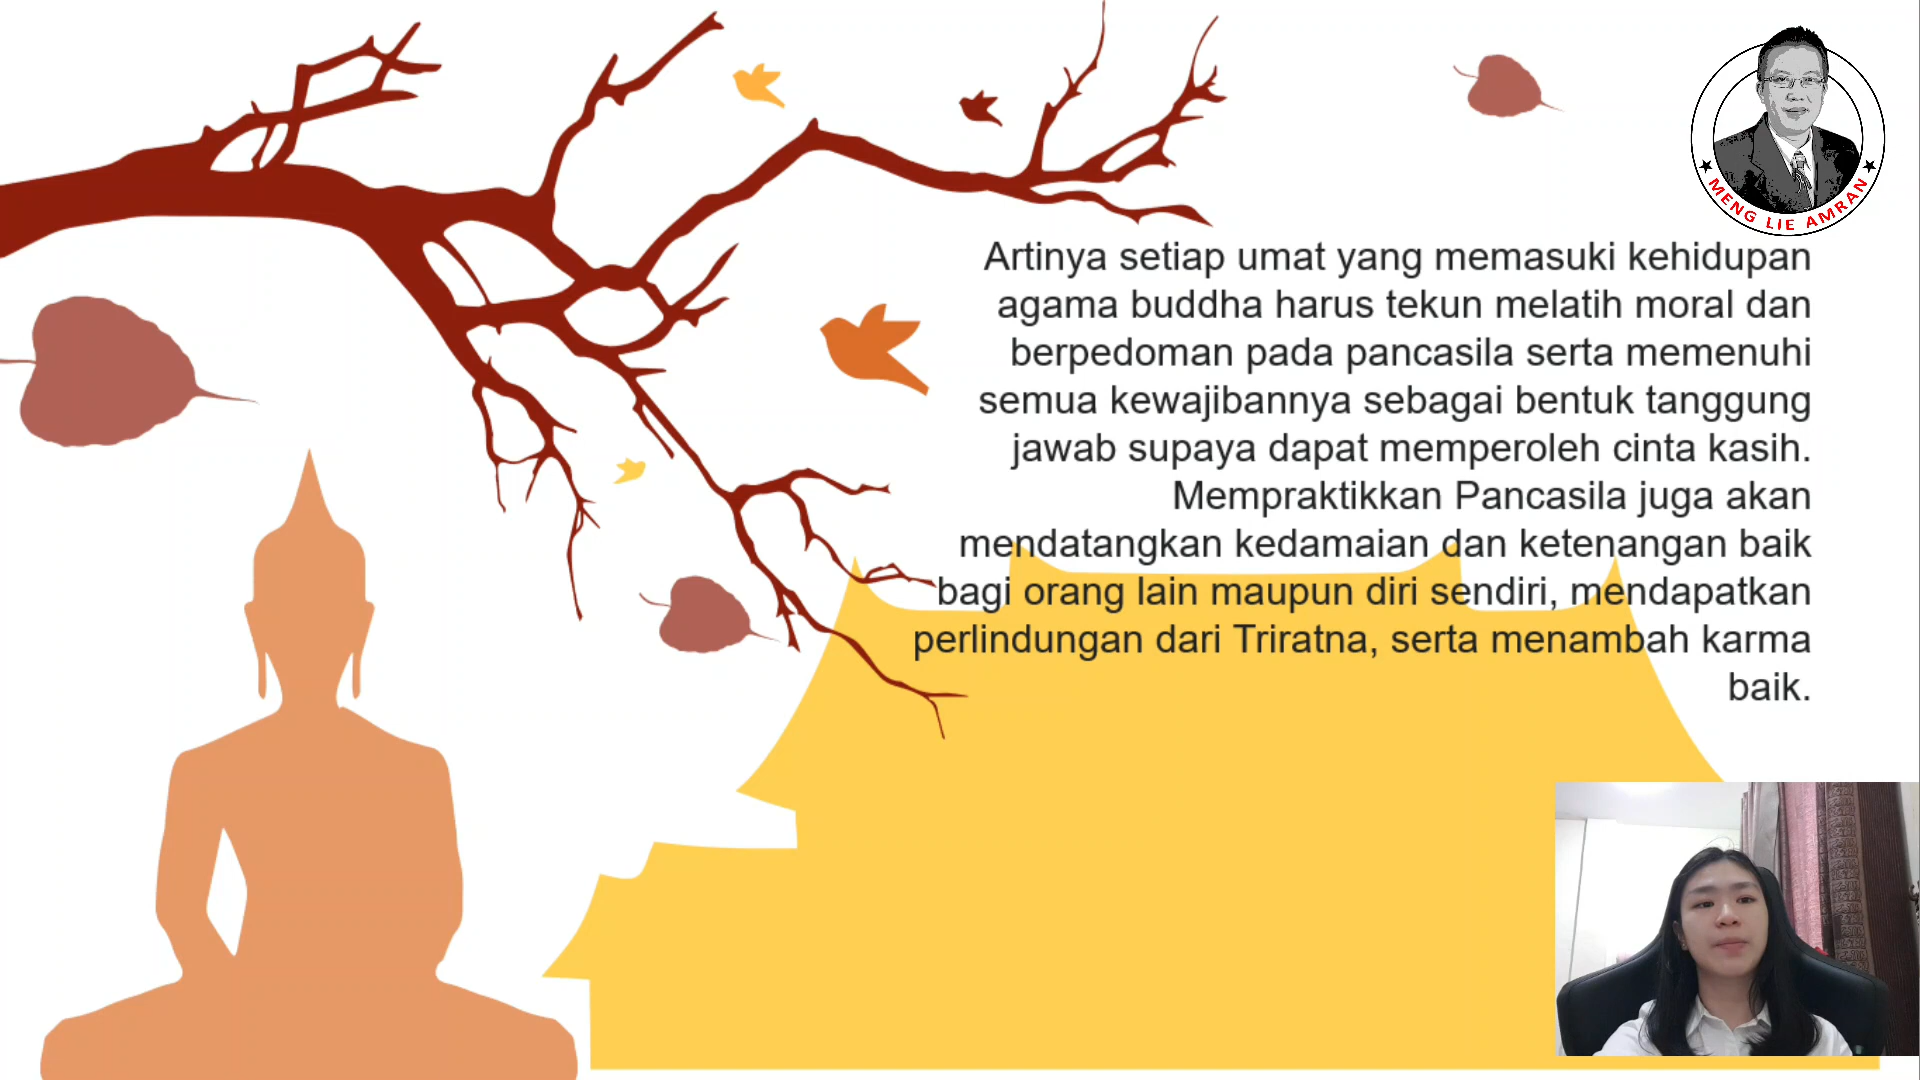 MENG LIE AMRAN
Artinya setiap umat yang memasuki kehidupan
agama buddha harus tekun melatih moral dan
berpedoman pada pancasila serta memenuhi
semua kewajibannya sebagai bentuk tanggung
jawab supaya dapat memperoleh cinta kasih.
Mempraktikkan Pancasila juga akan
mendatangkan kedamaian dan ketenangan baik
bagi orang lain maupun diri sendiri, mendapatkan
perlindungan dari Triratna, serta menambah karma
baik.